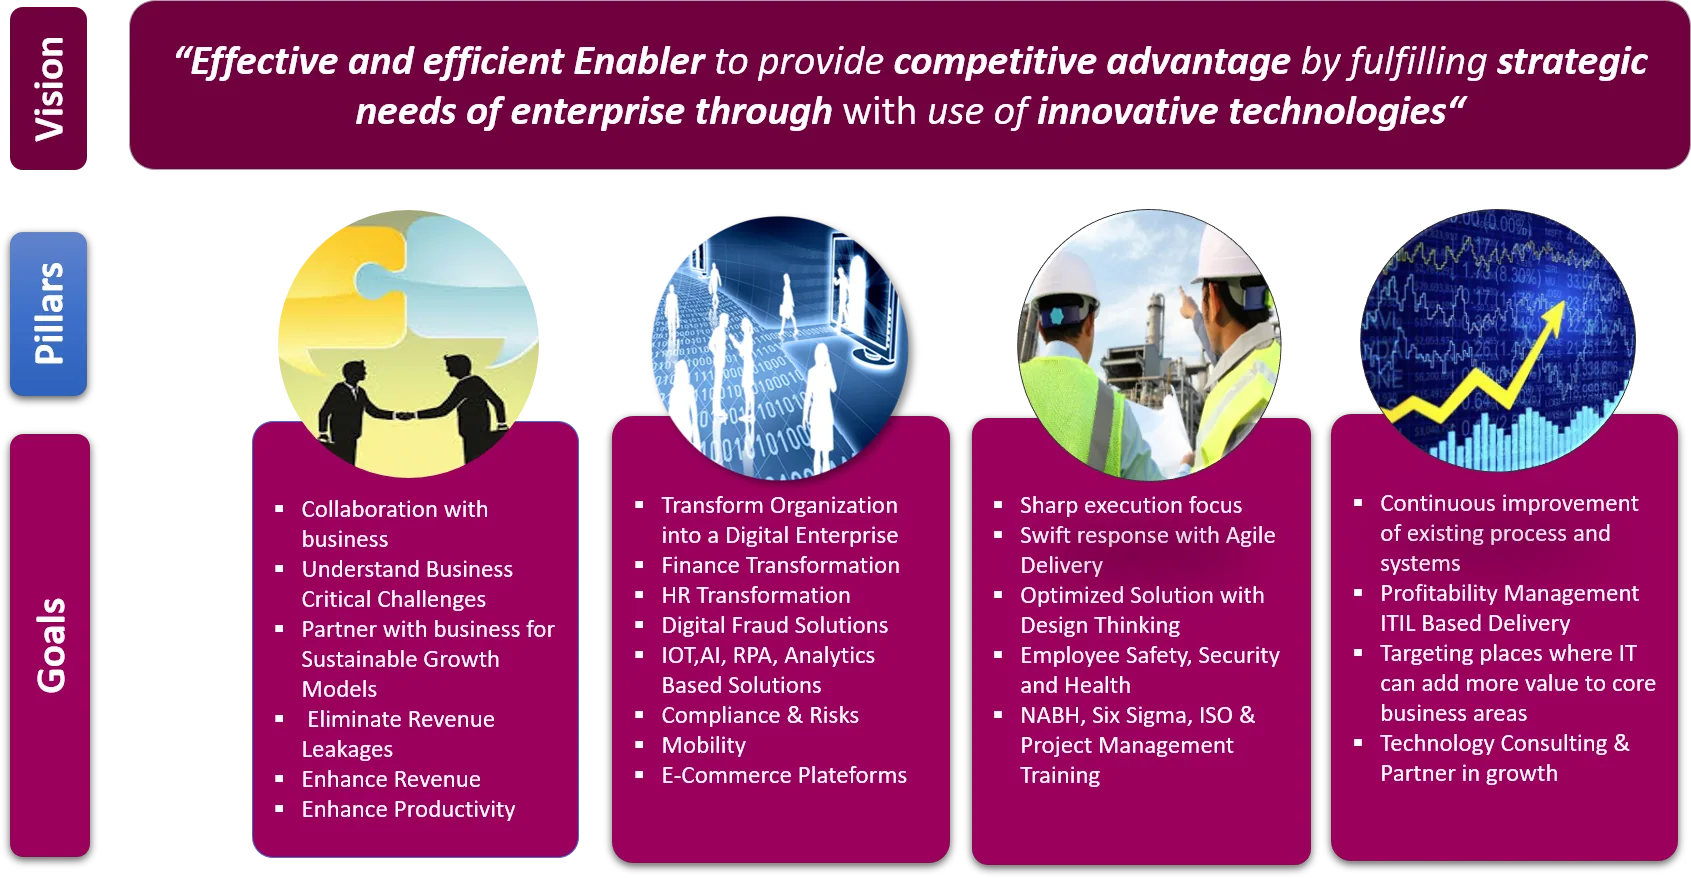 Vision
“Effective and efficient Enabler to provide competitive advantage by fulfilling strategic
needs of enterprise through with use of innovative technologies“
Pillars
Goals
▪ Collaboration with
business
▪ Understand Business
Critical Challenges
▪ Partner with business for
Sustainable Growth
Models
▪ Eliminate Revenue
Leakages
▪ Enhance Revenue
▪ Enhance Productivity
▪ Transform Organization
into a Digital Enterprise
▪ Finance Transformation
▪ HR Transformation
▪ Digital Fraud Solutions
▪ IOT,AI, RPA, Analytics
Based Solutions
▪ Compliance & Risks
▪ Mobility
▪ E-Commerce Plateforms
▪ Sharp execution focus
▪ Swift response with Agile
Delivery
▪ Optimized Solution with
Design Thinking
▪ Employee Safety, Security
and Health
▪ NABH, Six Sigma, ISO &
Project Management
Training
▪ Continuous improvement
of existing process and
systems
▪ Profitability Management
ITIL Based Delivery
▪ Targeting places where IT
can add more value to core
business areas
▪ Technology Consulting &
Partner in growth